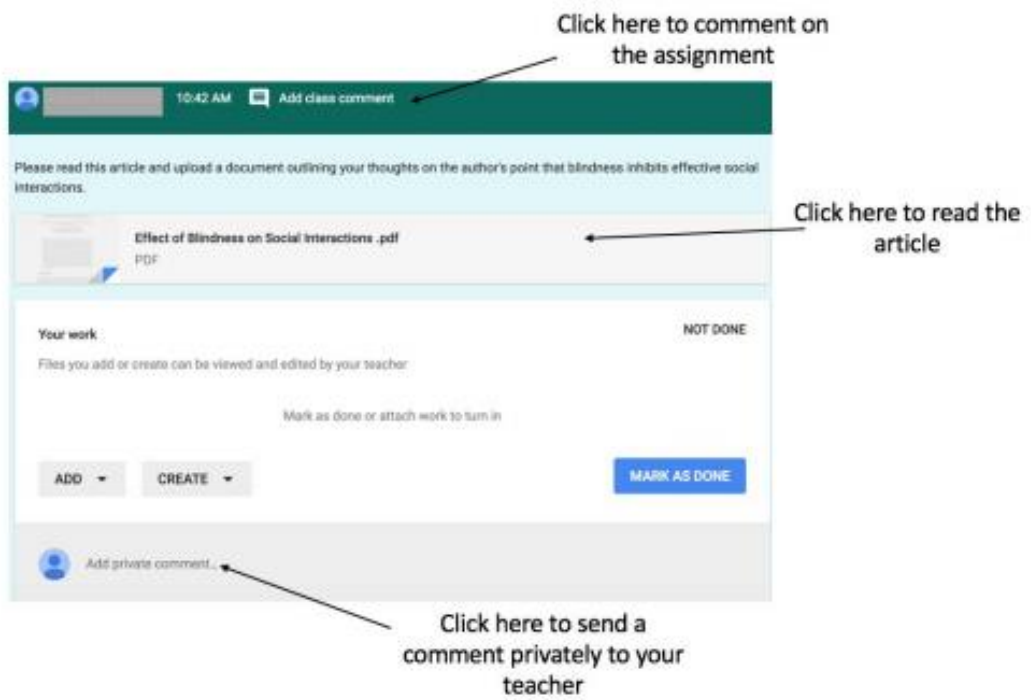 Click here to comment on
the assignment
10:42 AM Add class comment
Please read this article and upload a document outlining your thoughts on the author's point that blindness inhibits effective social
interactions.
Click here to read the
article
Effect of Blindness on Social Interactions .pdf
PDF
Your work
NOT DONE
Files you add or create can be viewed and edited by your teacher
Mark as done or attach work to turn in
ADD
CREATE
MARK AS DONE
Add private comment...
Click here to send a
comment privately to your
teacher